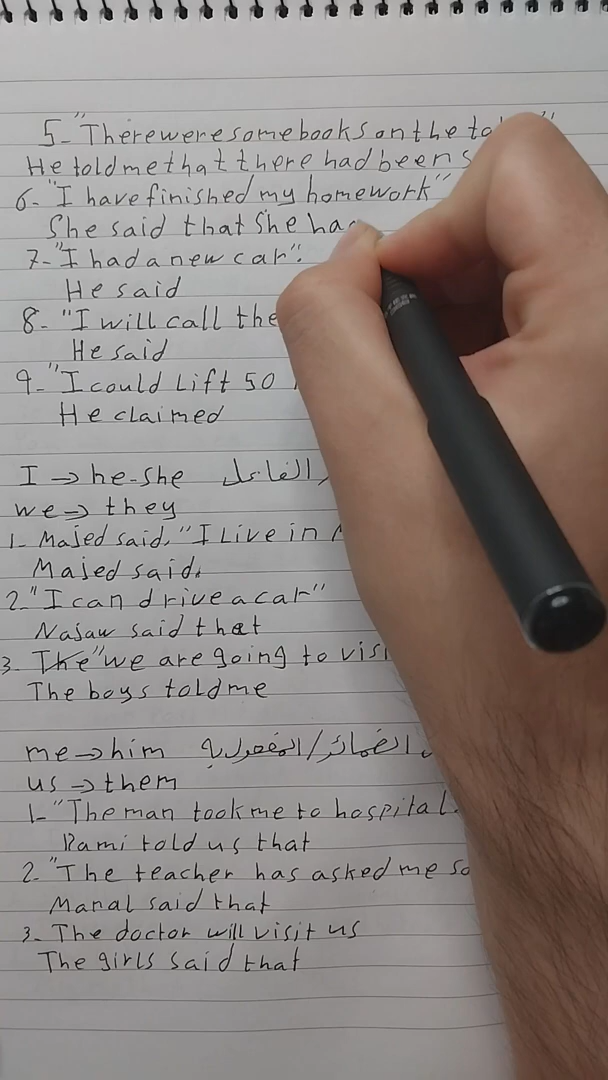 5- "There were some books on the
He told me that there had been
6- "I have finished my homework"
She said that she ha
7- "I had a new car".
He said
8- "I will call the
He said
9- "I could Lift 50
He claimed
I → he-she الفاعل
we → they
1- Majed said, "I Live in
Majed said,
2- "I can drive a car"
Najaw said that
3. The "we are going to visi
The boys told me
me → him الضمائر/المفعولية
us → them
1- "The man took me to hospital.
Rami told us that
2- "The teacher has asked me so
Manal said that
3. The doctor will visit us
The girls said that